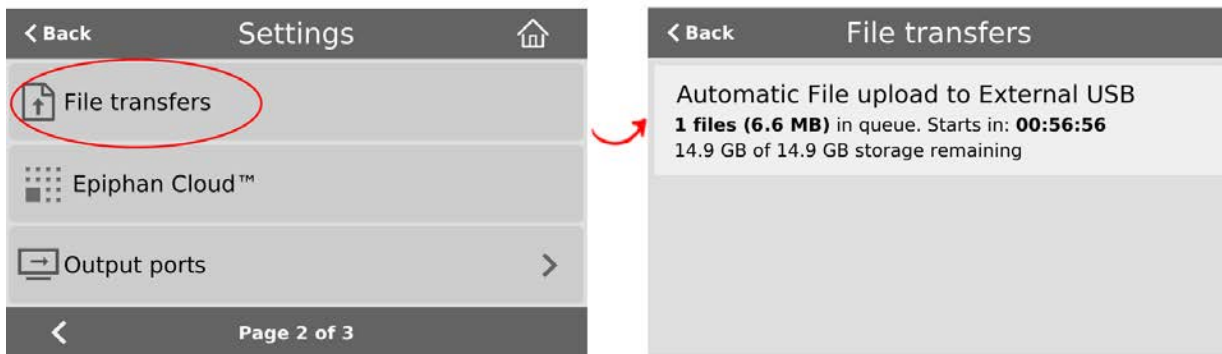 Back
Settings
File transfers
Epiphan Cloud™
Output ports
Page 2 of 3
Back
File transfers
Automatic File upload to External USB
1 files (6.6 MB) in queue. Starts in: 00:56:56
14.9 GB of 14.9 GB storage remaining